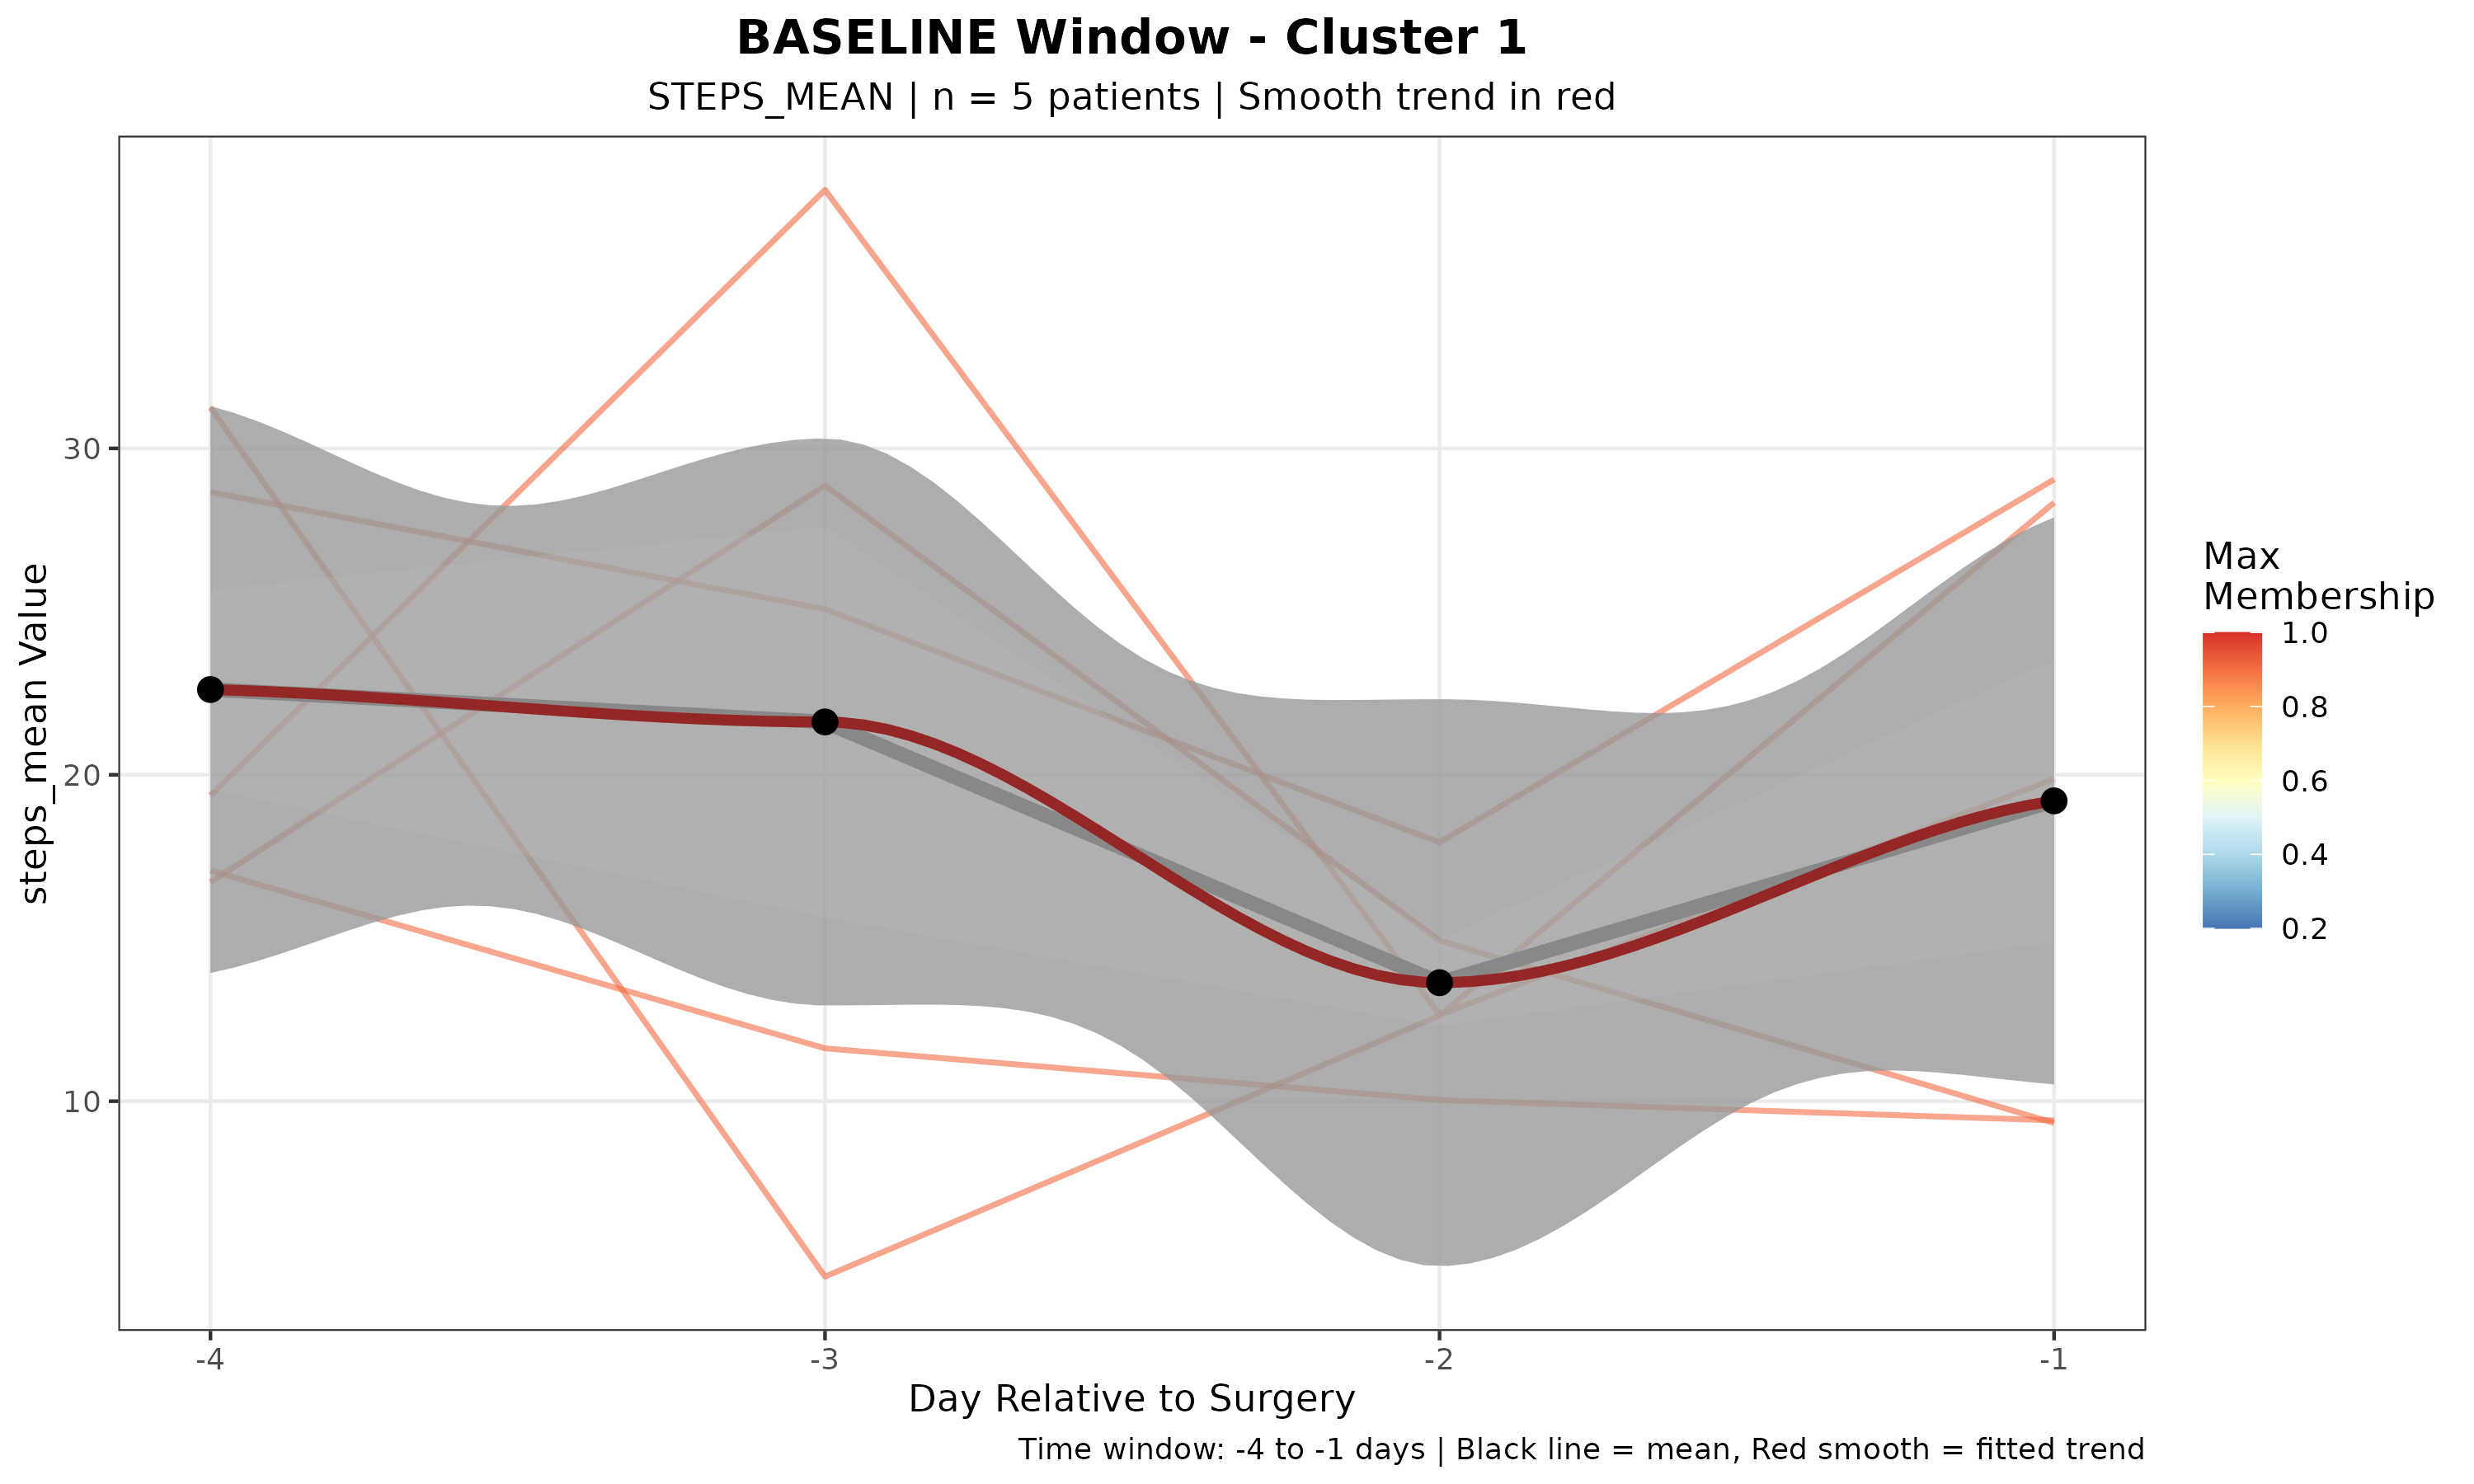 BASELINE Window - Cluster 1
STEPS_MEAN | n = 5 patients | Smooth trend in red
steps_mean Value
30
20
10
-4
-3
-2
-1
Day Relative to Surgery
Time window: -4 to -1 days | Black line = mean, Red smooth = fitted trend
Max
Membership
1.0
0.8
0.6
0.4
0.2